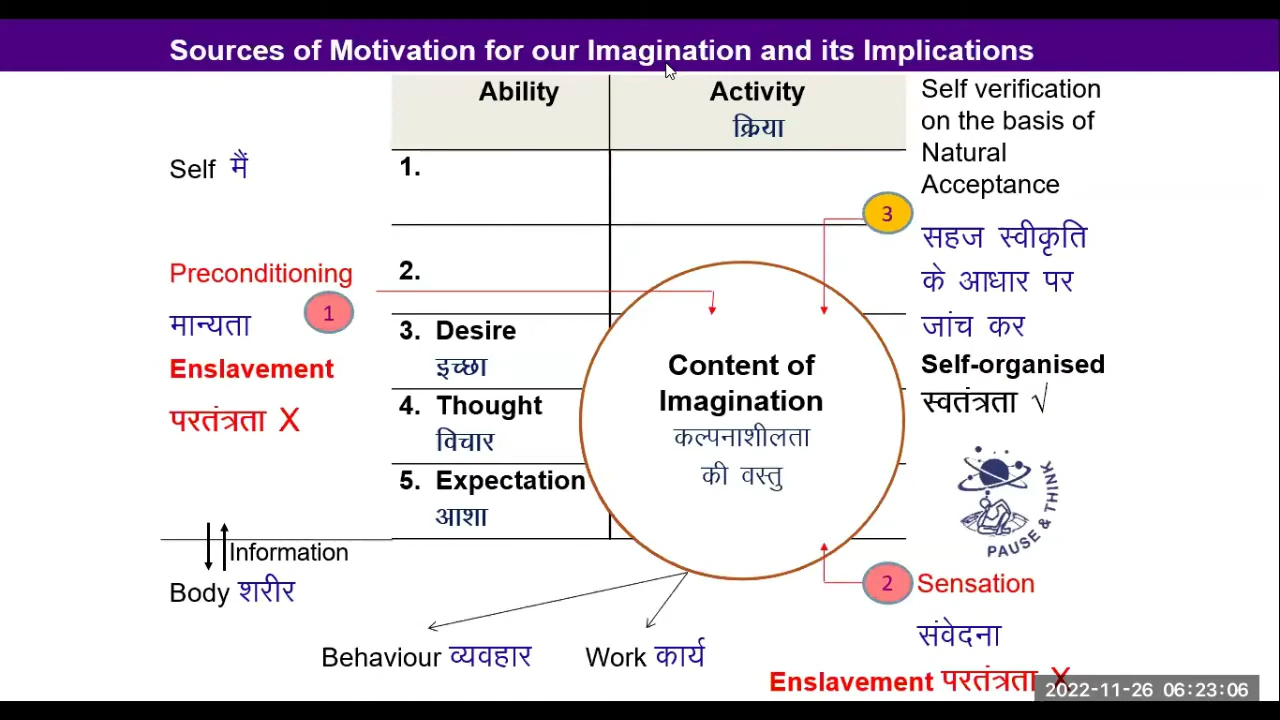 Sources of Motivation for our Imagination and its Implications
Ability
Activity
क्रिया
Self verification
on the basis of
Natural
Acceptance
सहज स्वीकृति
के आधार पर
जांच कर
Self-organised
स्वतंत्रता √
Self मैं
1.
3
Preconditioning
मान्यता
1
Enslavement
परतंत्रता X
2.
3. Desire
इच्छा
4. Thought
विचार
5. Expectation
आशा
Content of
Imagination
कल्पनाशीलता
की वस्तु
PAUSE & THINK
Information
Body शरीर
2
Sensation
संवेदना
Behaviour व्यवहार
Work कार्य
Enslavement परतंत्रता X
2022-11-26 06:23:06